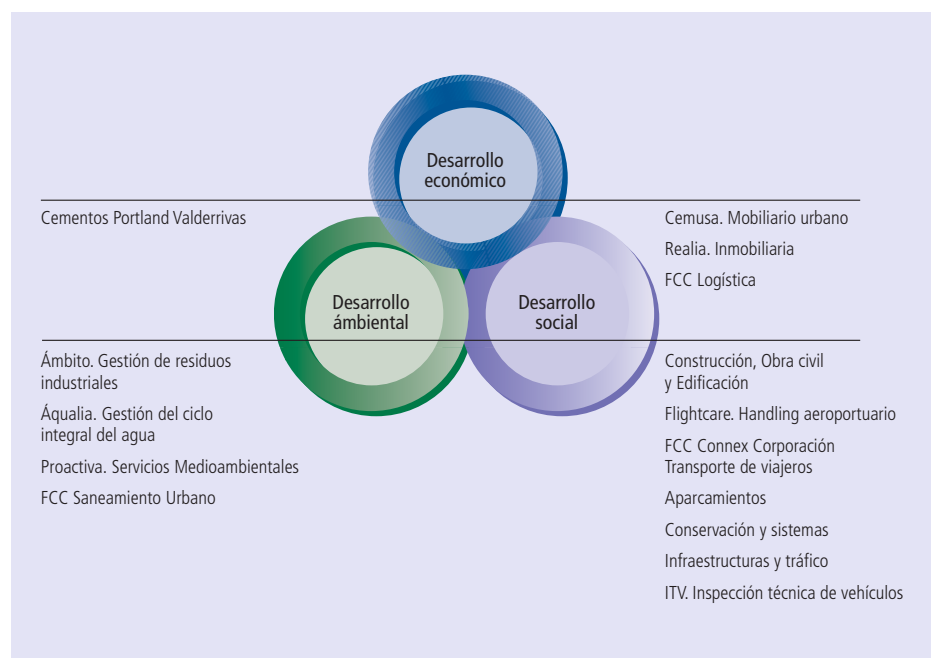 Desarrollo
económico
Cementos Portland Valderrivas
Cemusa. Mobiliario urbano
Realia. Inmobiliaria
FCC Logística
Desarrollo
ámbiental
Desarrollo
social
Ámbito. Gestión de residuos
industriales
Áqualia. Gestión del ciclo
integral del agua
Proactiva. Servicios Medioambientales
FCC Saneamiento Urbano
Construcción, Obra civil
y Edificación
Flightcare. Handling aeroportuario
FCC Connex Corporación
Transporte de viajeros
Aparcamientos
Conservación y sistemas
Infraestructuras y tráfico
ITV. Inspección técnica de vehículos